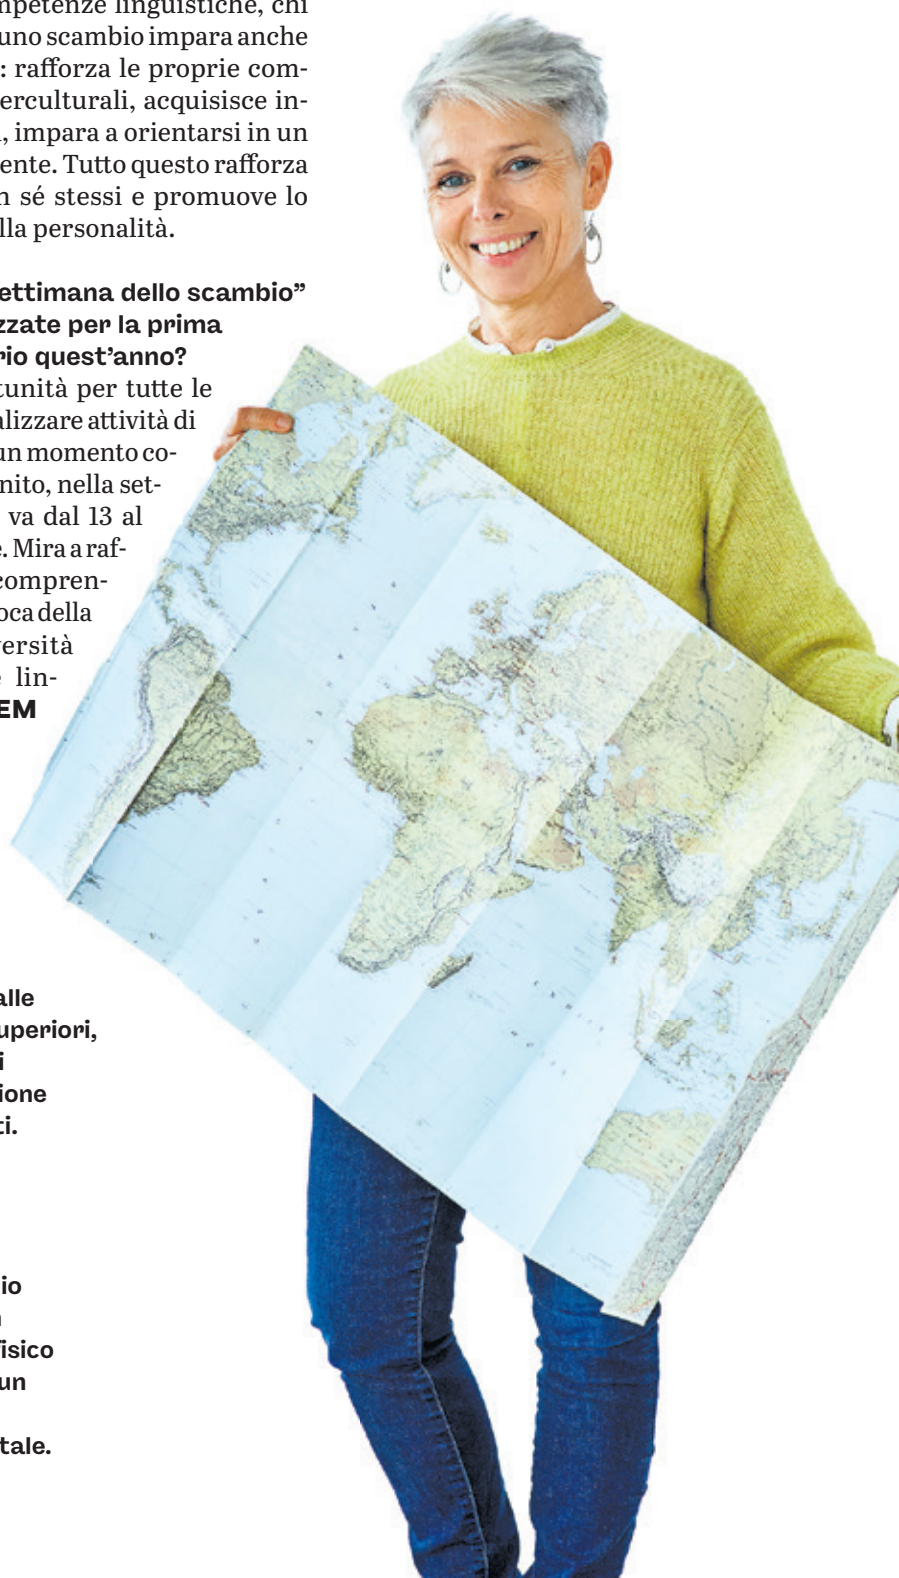 mpetenze linguistiche, chi
uno scambio impara anche
: rafforza le proprie com-
erculturali, acquisisce in-
, impara a orientarsi in un
ente. Tutto questo rafforza
n sé stessi e promuove lo
lla personalità.
ettimana dello scambio”
zzate per la prima
rio quest’anno?
tunità per tutte le
alizzare attività di
un momento co-
nito, nella set-
va dal 13 al
. Mira a raf-
compren-
oca della
versità
e lin-
EM
alle
uperiori,
i
ione
ti.
io
fisico
un
tale.